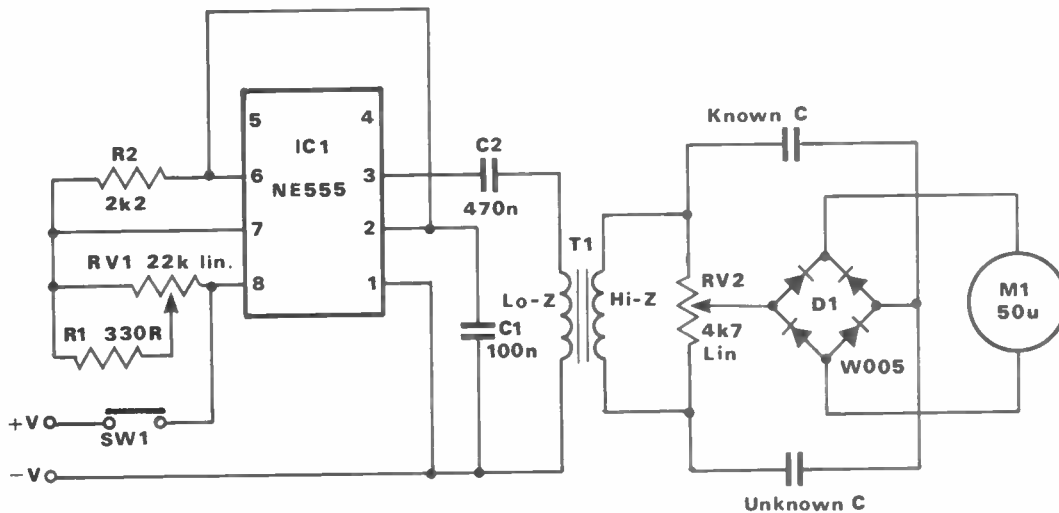 R2
2k2
RV1 22k lin.
R1 330R
+V
SW1
-V
5
6
7
8
IC1
NE555
4
3
2
1
C2
470n
C1
100n
T1
Lo-Z
Hi-Z
RV2
4k7
Lin
Known C
D1
W005
M1
50u
Unknown C